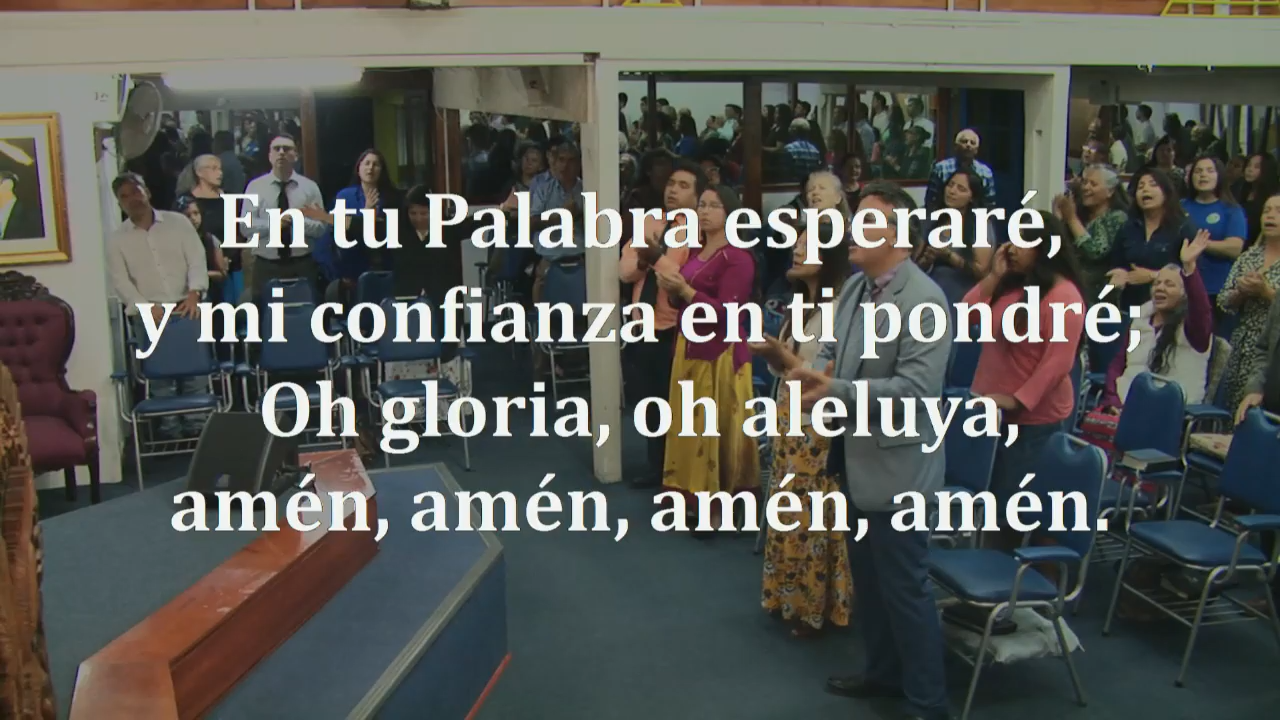 En tu Palabra esperaré,
y mi confianza en ti pondré;
Oh gloria, oh aleluya,
amén, amén, amén, amén.